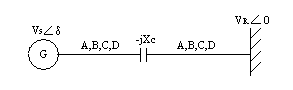 Vs∠δ
VR∠0
G
A,B,C,D
-jXc
A,B,C,D